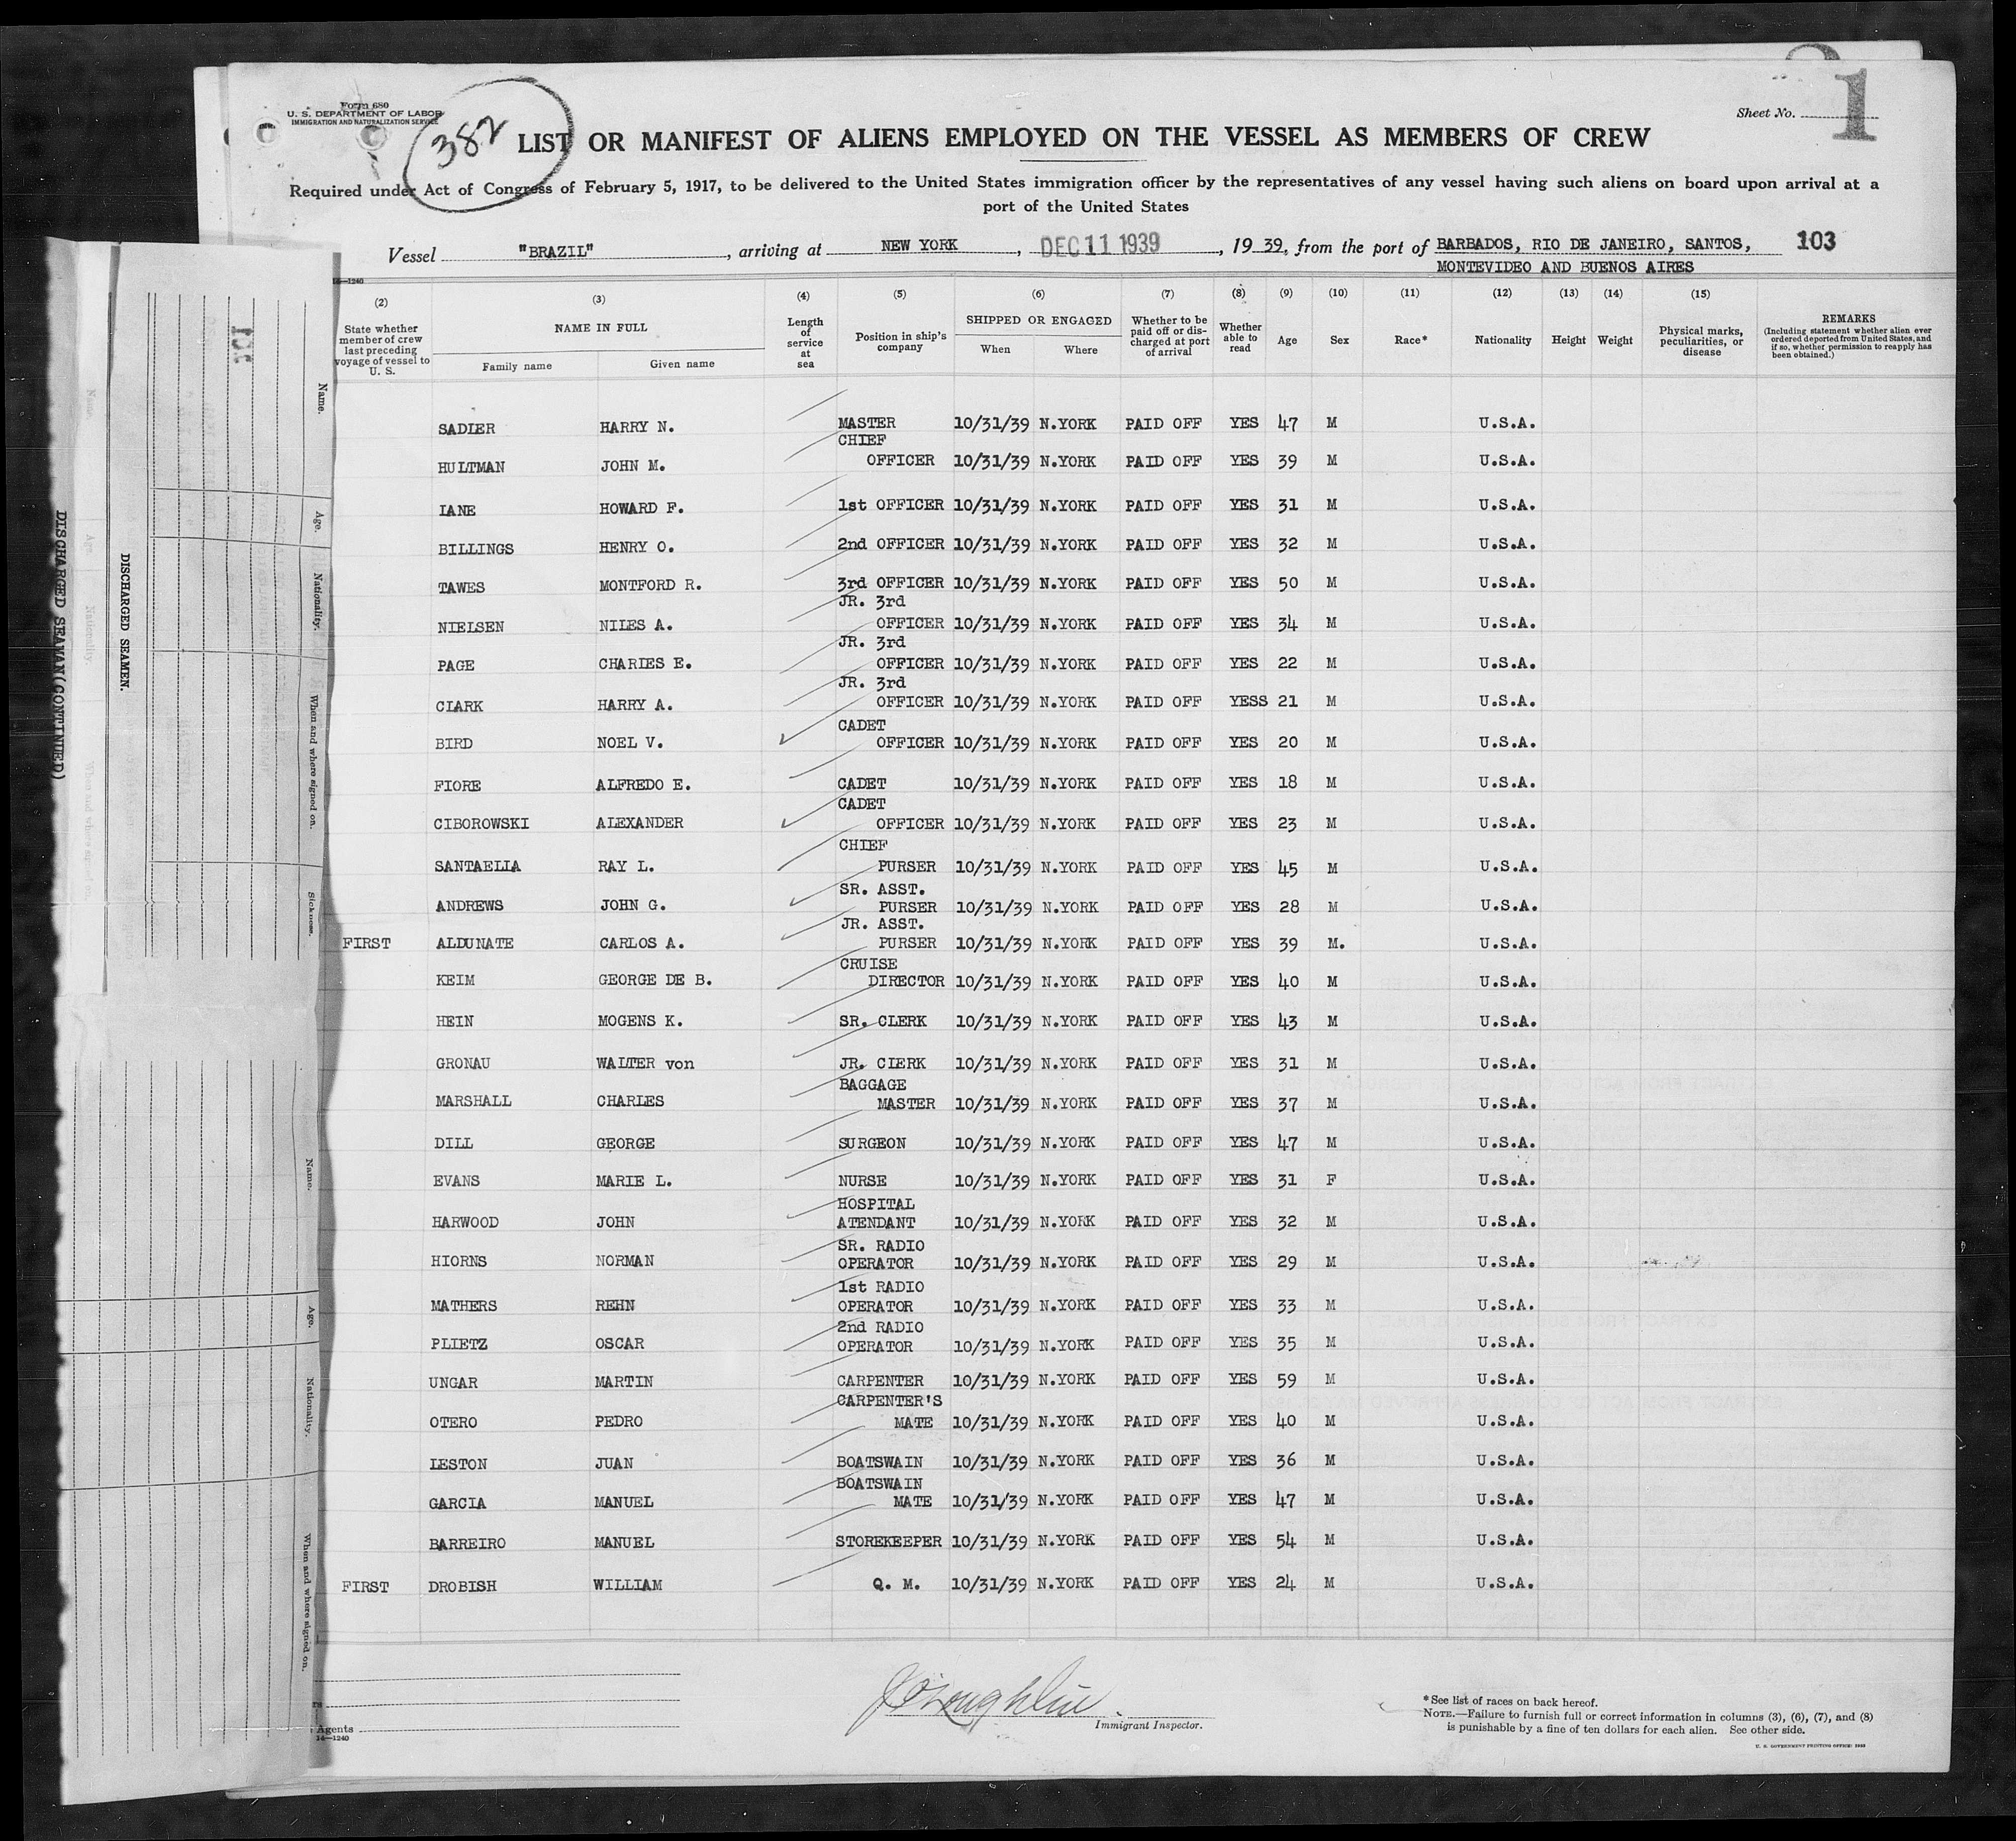 Form 680
U. S. DEPARTMENT OF LABOR
IMMIGRATION AND NATURALIZATION SERVICE
382
Sheet No. 1
LIST OR MANIFEST OF ALIENS EMPLOYED ON THE VESSEL AS MEMBERS OF CREW
Required under Act of Congress of February 5, 1917, to be delivered to the United States immigration officer by the representatives of any vessel having such aliens on board upon arrival at a
port of the United States
Vessel "BRAZIL", arriving at NEW YORK, DEC 11 1939, 19 39, from the port of BARBADOS, RIO DE JANEIRO, SANTOS, 103
MONTEVIDEO AND BUENOS AIRES
16—1240
(2) (3) (4) (5) (6) (7) (8) (9) (10) (11) (12) (13) (14) (15)
State whether member of crew last preceding voyage of vessel to U. S.
NAME IN FULL
Family name Given name
Length of service at sea
Position in ship's company
SHIPPED OR ENGAGED
When Where
Whether to be paid off or discharged at port of arrival
Whether able to read
Age Sex Race* Nationality Height Weight
Physical marks, peculiarities, or disease
REMARKS
(Including statement whether alien ever ordered deported from United States, and if so, whether permission to reapply has been obtained.)
SADLER HARRY N. MASTER 10/31/39 N.YORK PAID OFF YES 47 M U.S.A.
HULTMAN JOHN M. CHIEF OFFICER 10/31/39 N.YORK PAID OFF YES 39 M U.S.A.
LANE HOWARD F. 1st OFFICER 10/31/39 N.YORK PAID OFF YES 31 M U.S.A.
BILLINGS HENRY O. 2nd OFFICER 10/31/39 N.YORK PAID OFF YES 32 M U.S.A.
TAWES MONTFORD R. 3rd OFFICER 10/31/39 N.YORK PAID OFF YES 50 M U.S.A.
NIELSEN NILES A. JR. 3rd OFFICER 10/31/39 N.YORK PAID OFF YES 34 M U.S.A.
PAGE CHARLES E. JR. 3rd OFFICER 10/31/39 N.YORK PAID OFF YES 22 M U.S.A.
CLARK HARRY A. JR. 3rd OFFICER 10/31/39 N.YORK PAID OFF YESS 21 M U.S.A.
BIRD NOEL V. CADET OFFICER 10/31/39 N.YORK PAID OFF YES 20 M U.S.A.
FIORE ALFREDO E. CADET 10/31/39 N.YORK PAID OFF YES 18 M U.S.A.
CIBOROWSKI ALEXANDER CADET OFFICER 10/31/39 N.YORK PAID OFF YES 23 M U.S.A.
SANTAELLA RAY L. CHIEF PURSER 10/31/39 N.YORK PAID OFF YES 45 M U.S.A.
ANDREWS JOHN G. SR. ASST. PURSER 10/31/39 N.YORK PAID OFF YES 28 M U.S.A.
FIRST ALDUNATE CARLOS A. JR. ASST. PURSER 10/31/39 N.YORK PAID OFF YES 39 M. U.S.A.
KEIM GEORGE DE B. CRUISE DIRECTOR 10/31/39 N.YORK PAID OFF YES 40 M U.S.A.
HEIN MOGENS K. SR. CLERK 10/31/39 N.YORK PAID OFF YES 43 M U.S.A.
GRONAU WALTER von JR. CLERK 10/31/39 N.YORK PAID OFF YES 31 M U.S.A.
MARSHALL CHARLES BAGGAGE MASTER 10/31/39 N.YORK PAID OFF YES 37 M U.S.A.
DILL GEORGE SURGEON 10/31/39 N.YORK PAID OFF YES 47 M U.S.A.
EVANS MARIE L. NURSE 10/31/39 N.YORK PAID OFF YES 31 F U.S.A.
HARWOOD JOHN HOSPITAL ATENDANT 10/31/39 N.YORK PAID OFF YES 32 M U.S.A.
HIORNS NORMAN SR. RADIO OPERATOR 10/31/39 N.YORK PAID OFF YES 29 M U.S.A.
MATHERS REHN 1st RADIO OPERATOR 10/31/39 N.YORK PAID OFF YES 33 M U.S.A.
PLIETZ OSCAR 2nd RADIO OPERATOR 10/31/39 N.YORK PAID OFF YES 35 M U.S.A.
UNGAR MARTIN CARPENTER 10/31/39 N.YORK PAID OFF YES 59 M U.S.A.
OTERO PEDRO CARPENTER'S MATE 10/31/39 N.YORK PAID OFF YES 40 M U.S.A.
LESTON JUAN BOATSWAIN 10/31/39 N.YORK PAID OFF YES 36 M U.S.A.
GARCIA MANUEL BOATSWAIN MATE 10/31/39 N.YORK PAID OFF YES 47 M U.S.A.
BARREIRO MANUEL STOREKEEPER 10/31/39 N.YORK PAID OFF YES 54 M U.S.A.
FIRST DROBISH WILLIAM Q. M. 10/31/39 N.YORK PAID OFF YES 24 M U.S.A.
J O'Loughlin
Immigrant Inspector.
Agents
14—1240
*See list of races on back hereof.
NOTE.—Failure to furnish full or correct information in columns (3), (6), (7), and (8)
is punishable by a fine of ten dollars for each alien. See other side.
U. S. GOVERNMENT PRINTING OFFICE: 1939
DISCHARGED SEAMAN (CONTINUED)
DISCHARGED SEAMEN.
Name. Age. Nationality. When and where signed on. Sickness.
Name. Age. Nationality. When and where signed on.